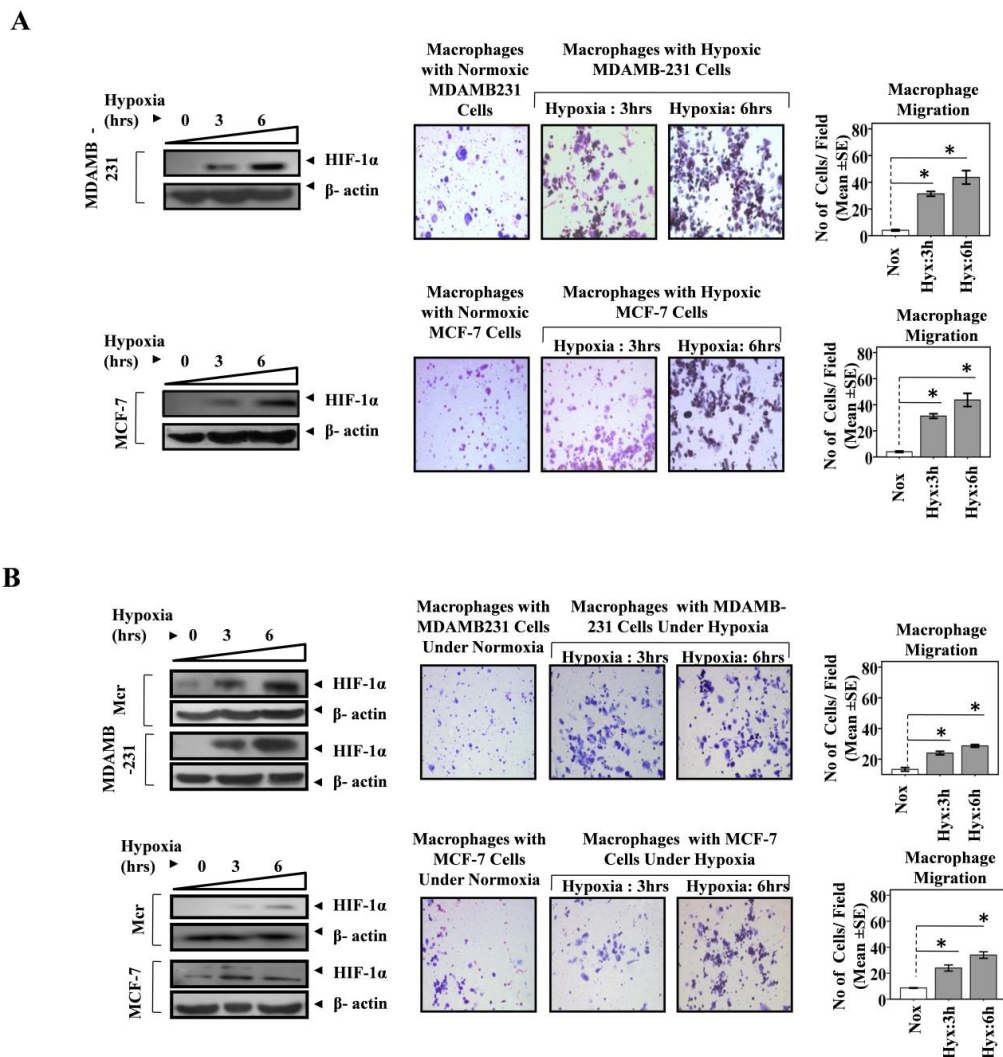 A
Hypoxia
(hrs) ► 0 3 6
MDAMB -
231
◄ HIF-1α
◄ β- actin
Macrophages
with Normoxic
MDAMB231
Cells
Macrophages with Hypoxic
MDAMB-231 Cells
Hypoxia : 3hrs Hypoxia: 6hrs
Macrophage
Migration
No of Cells/ Field
(Mean ±SE)
80
60
40
20
0
* *
Nox Hyx:3h Hyx:6h
Hypoxia
(hrs) ► 0 3 6
MCF-7
◄ HIF-1α
◄ β- actin
Macrophages
with Normoxic
MCF-7 Cells
Macrophages with Hypoxic
MCF-7 Cells
Hypoxia : 3hrs Hypoxia: 6hrs
Macrophage
Migration
No of Cells/ Field
(Mean ±SE)
80
60
40
20
0
* *
Nox Hyx:3h Hyx:6h
B
Hypoxia
(hrs) ► 0 3 6
Mcr
◄ HIF-1α
◄ β- actin
MDAMB
-231
◄ HIF-1α
◄ β- actin
Macrophages with
MDAMB231 Cells
Under Normoxia
Macrophages with MDAMB-
231 Cells Under Hypoxia
Hypoxia : 3hrs Hypoxia: 6hrs
Macrophage
Migration
No of Cells/ Field
(Mean ±SE)
80
60
40
20
0
* *
Nox Hyx:3h Hyx:6h
Hypoxia
(hrs) ► 0 3 6
Mcr
◄ HIF-1α
◄ β- actin
MCF-7
◄ HIF-1α
◄ β- actin
Macrophages with
MCF-7 Cells
Under Normoxia
Macrophages with MCF-7
Cells Under Hypoxia
Hypoxia : 3hrs Hypoxia: 6hrs
Macrophage
Migration
No of Cells/ Field
(Mean ±SE)
80
60
40
20
0
* *
Nox Hyx:3h Hyx:6h